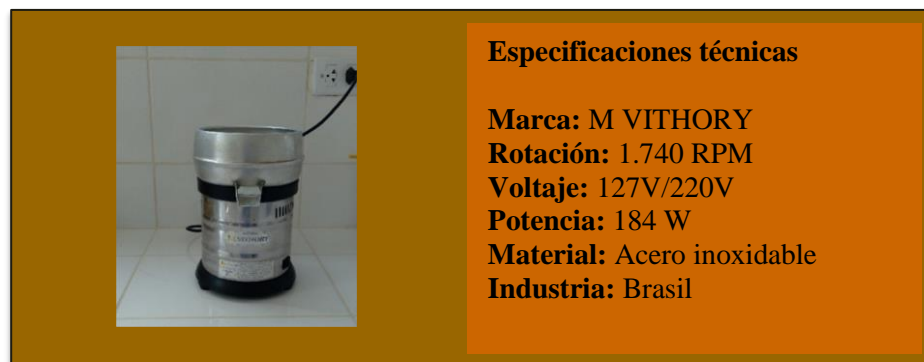 Especificaciones técnicas
Marca: M VITHORY
Rotación: 1.740 RPM
Voltaje: 127V/220V
Potencia: 184 W
Material: Acero inoxidable
Industria: Brasil